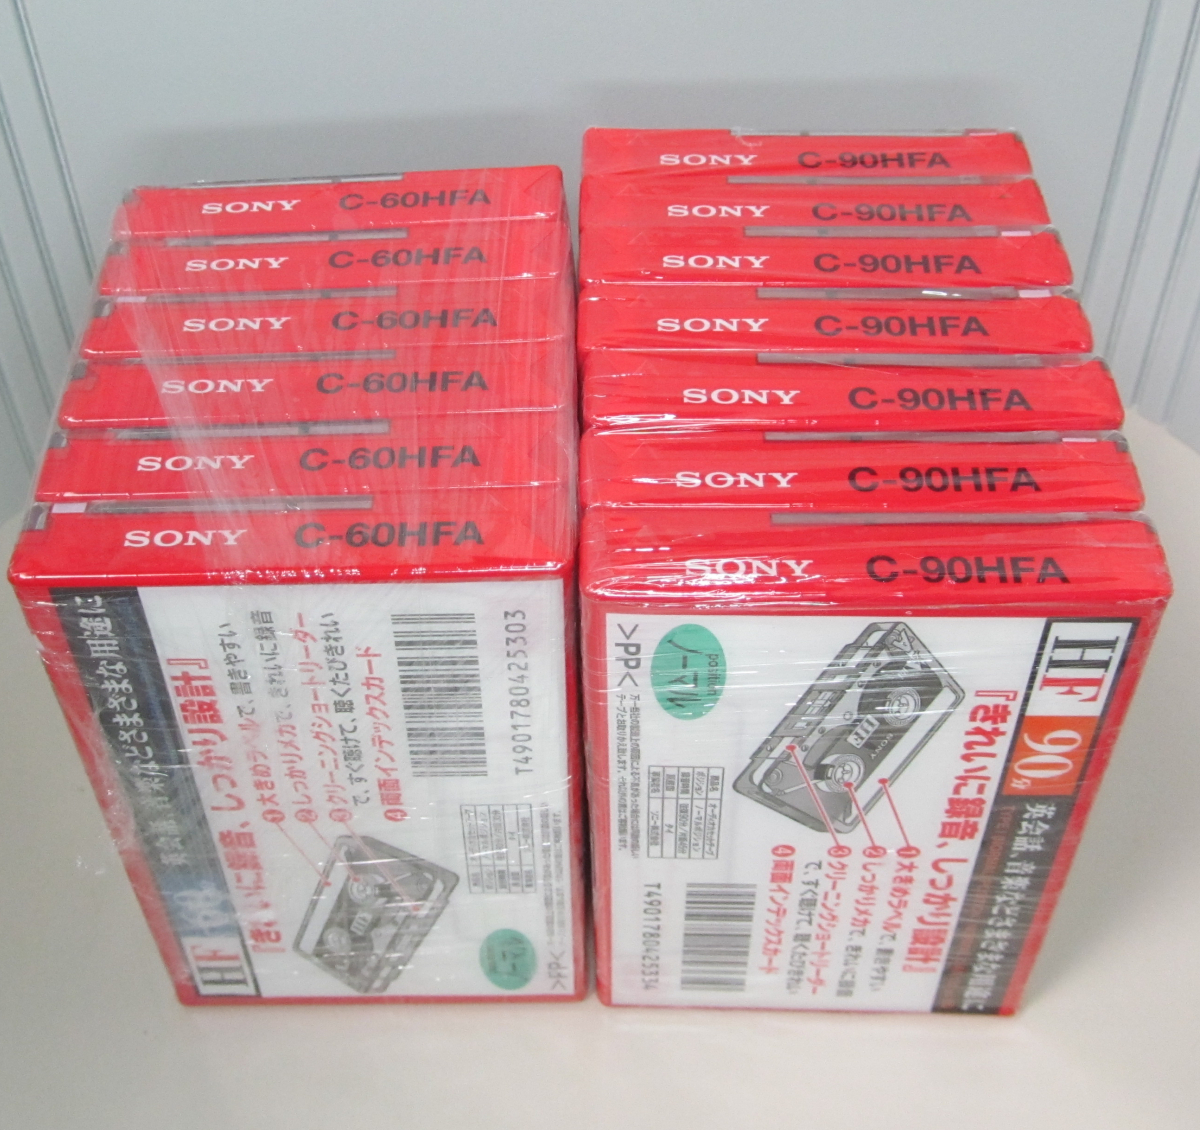 SONY C-60HFA
SONY C-60HFA
SONY C-60HFA
SONY C-60HFA
SONY C-60HFA
SONY C-60HFA
SONY C-90HFA
SONY C-90HFA
SONY C-90HFA
SONY C-90HFA
SONY C-90HFA
SONY C-90HFA
SONY C-90HFA
HF
英会話、音楽などさまざまな用途に
『きれいに録音、しっかり設計』
❶大きめラベルで、書きやすい
❷しっかりメカで、きれいに録音
❸クリーニングショートリーダー
で、すぐ聴けて、聴くたびきれい
❹両面インデックスカード
T4901780425303
ノーマル
>PP<
HF 90分
英会話、音楽などさまざまな用途に
『きれいに録音、しっかり設計』
❶大きめラベルで、書きやすい
❷しっかりメカで、きれいに録音
❸クリーニングショートリーダー
で、すぐ聴けて、聴くたびきれい
❹両面インデックスカード
SONY
HF
T4901780425334
position
ノーマル
>PP<